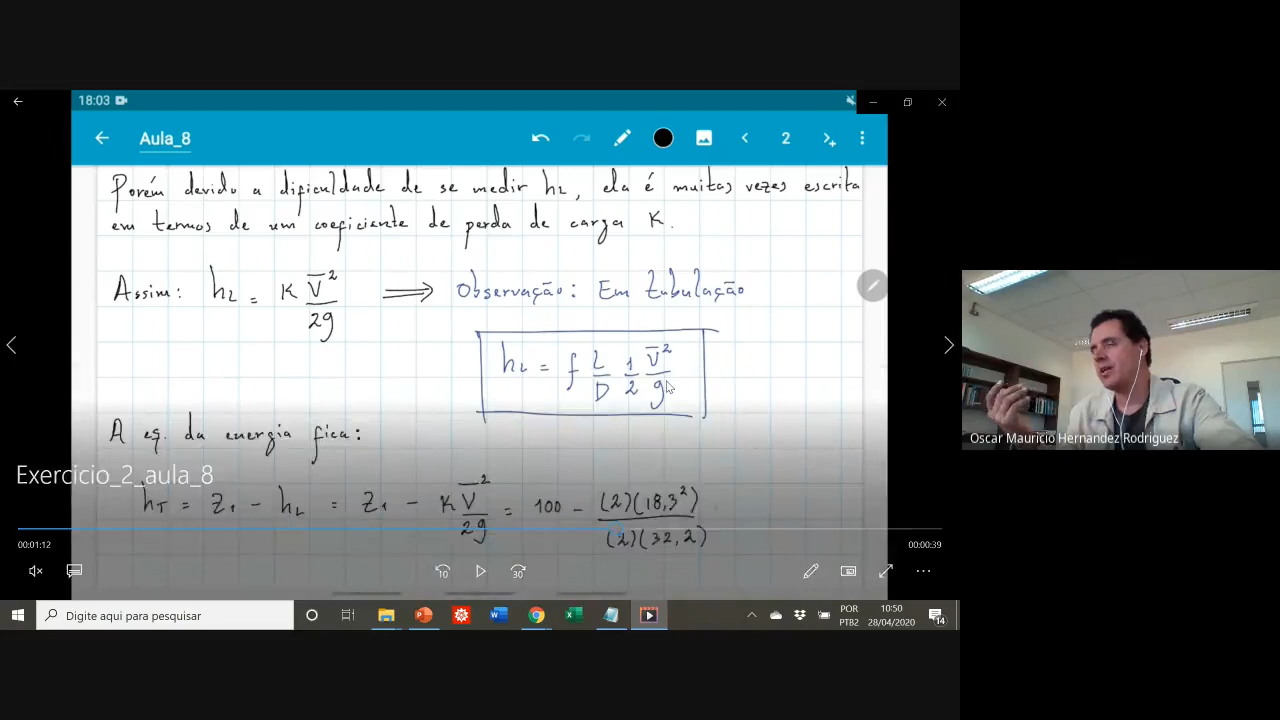 18:03
Aula_8
2
Porém devido a dificuldade de se medir hL, ela é muitas vezes escrita
em termos de um coeficiente de perda de carga K.
Assim: hL = K V̅²/2g ⟹ Observação: Em tubulação
hL = f L/D 1/2 V̅²/g
A eq. da energia fica:
Exercicio_2_aula_8
hT = Z1 - hL = Z1 - K V̅²/2g = 100 - (2)(18,3²)/(2)(32,2)
00:01:12
00:00:39
10
30
Digite aqui para pesquisar
POR
PTB2
10:50
28/04/2020
14
Oscar Mauricio Hernandez Rodriguez